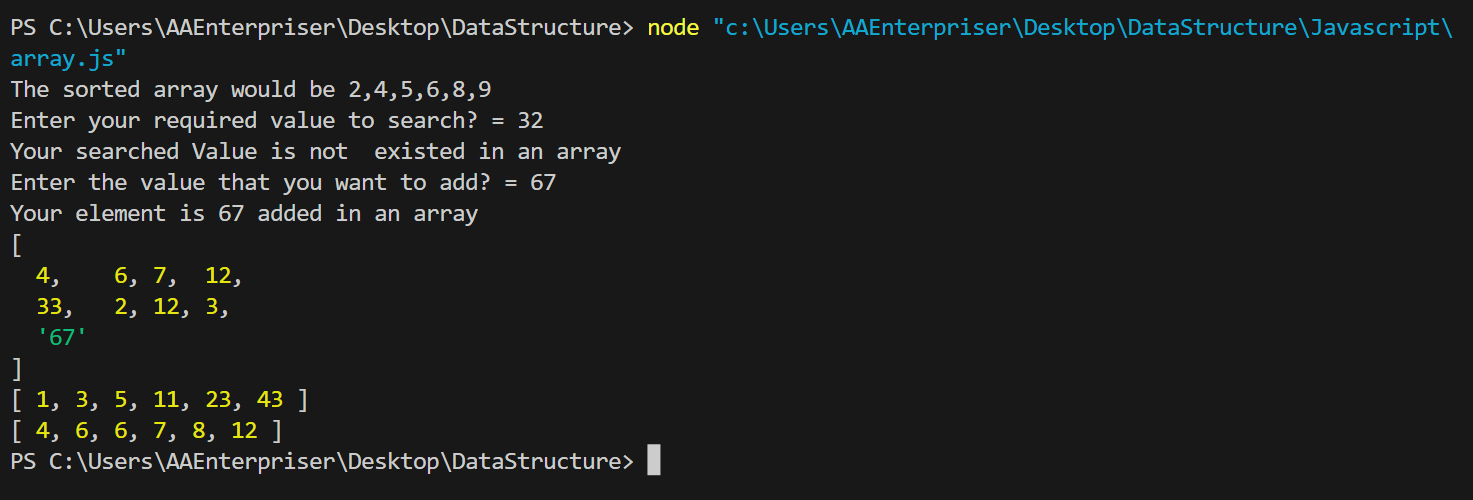 PS C:\Users\AAEnterpriser\Desktop\DataStructure> node "c:\Users\AAEnterpriser\Desktop\DataStructure\Javascript\
array.js"
The sorted array would be 2,4,5,6,8,9
Enter your required value to search? = 32
Your searched Value is not  existed in an array
Enter the value that you want to add? = 67
Your element is 67 added in an array
[
  4,    6, 7,  12,
  33,   2, 12, 3,
  '67'
]
[ 1, 3, 5, 11, 23, 43 ]
[ 4, 6, 6, 7, 8, 12 ]
PS C:\Users\AAEnterpriser\Desktop\DataStructure>